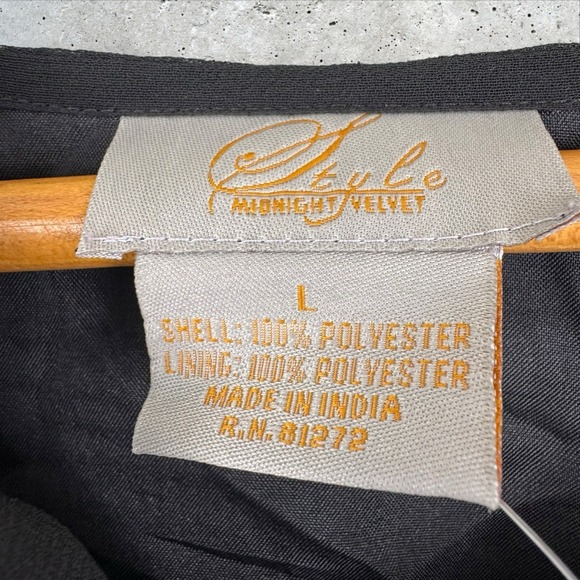 Style
MIDNIGHT VELVET
L
SHELL: 100% POLYESTER
LINING: 100% POLYESTER
MADE IN INDIA
R.N. 81272